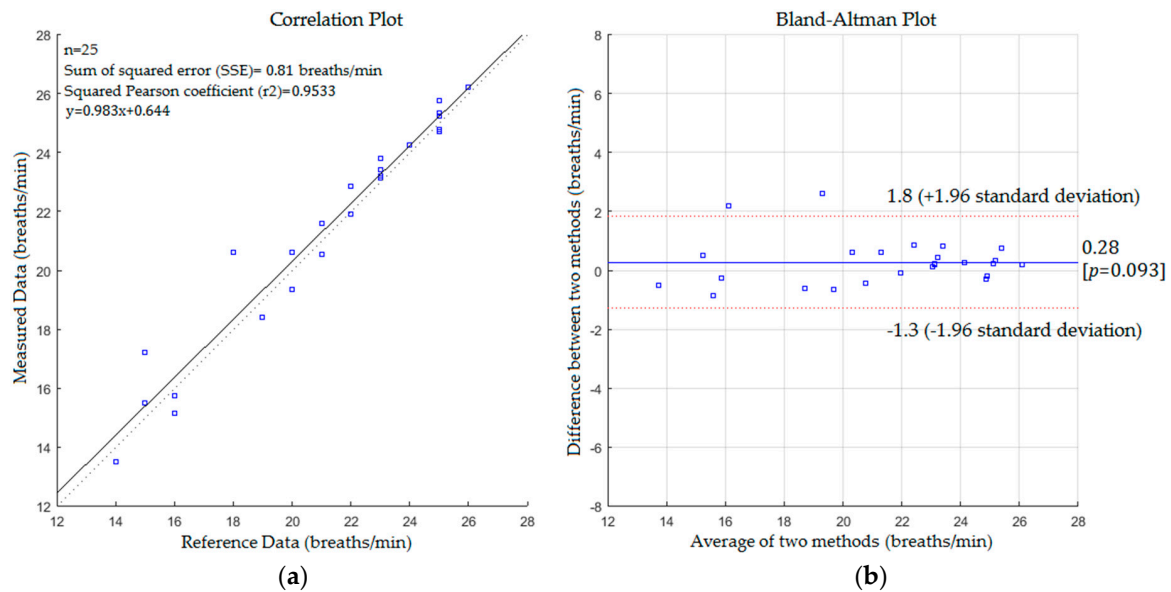 Correlation Plot
28
26
24
22
20
18
16
14
12
Measured Data (breaths/min)
n=25
Sum of squared error (SSE)= 0.81 breaths/min
Squared Pearson coefficient (r2)=0.9533
y=0.983x+0.644
12 14 16 18 20 22 24 26 28
Reference Data (breaths/min)
(a)
Bland-Altman Plot
8
6
4
2
0
-2
-4
-6
-8
Difference between two methods (breaths/min)
1.8 (+1.96 standard deviation)
0.28
[p=0.093]
-1.3 (-1.96 standard deviation)
12 14 16 18 20 22 24 26 28
Average of two methods (breaths/min)
(b)